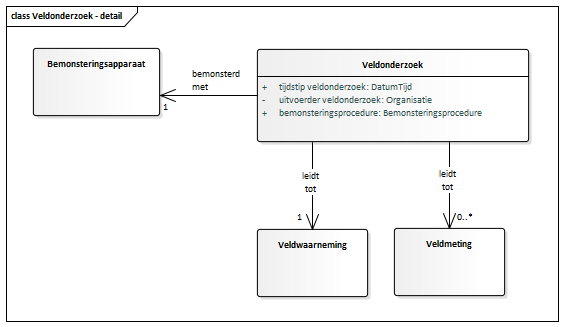 class Veldonderzoek - detail
Bemonsteringsapparaat
bemonsterd
met
1
Veldonderzoek
+ tijdstip veldonderzoek: DatumTijd
- uitvoerder veldonderzoek: Organisatie
+ bemonsteringsprocedure: Bemonsteringsprocedure
leidt
tot
leidt
tot
1
0..*
Veldwaarneming
Veldmeting